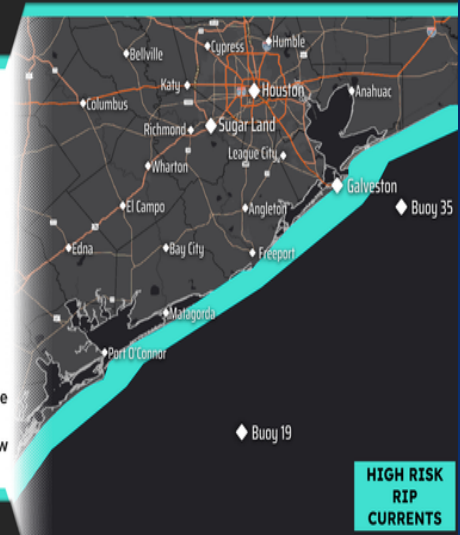 Humble
Cypress
Bellville
Katy
Houston
Anahuac
Columbus
Richmond
Sugar Land
League City
Wharton
Galveston
El Campo
Angleton
Buoy 35
Edna
Bay City
Freeport
Matagorda
Port O'Connor
e
Buoy 19
w
HIGH RISK
RIP
CURRENTS